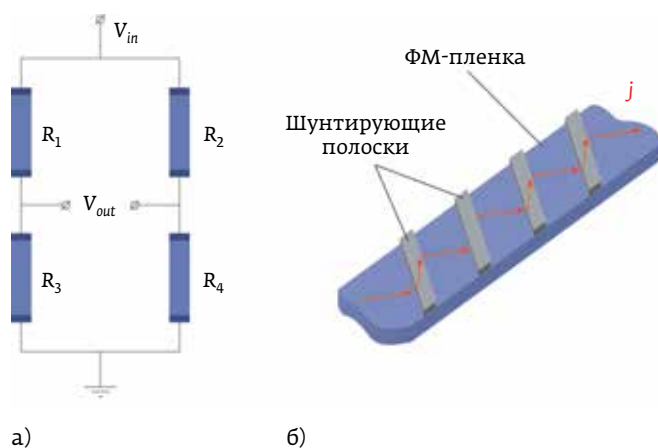 V_in
R_1
R_2
V_out
R_3
R_4
а)
ФМ-пленка
j
Шунтирующие
полоски
б)